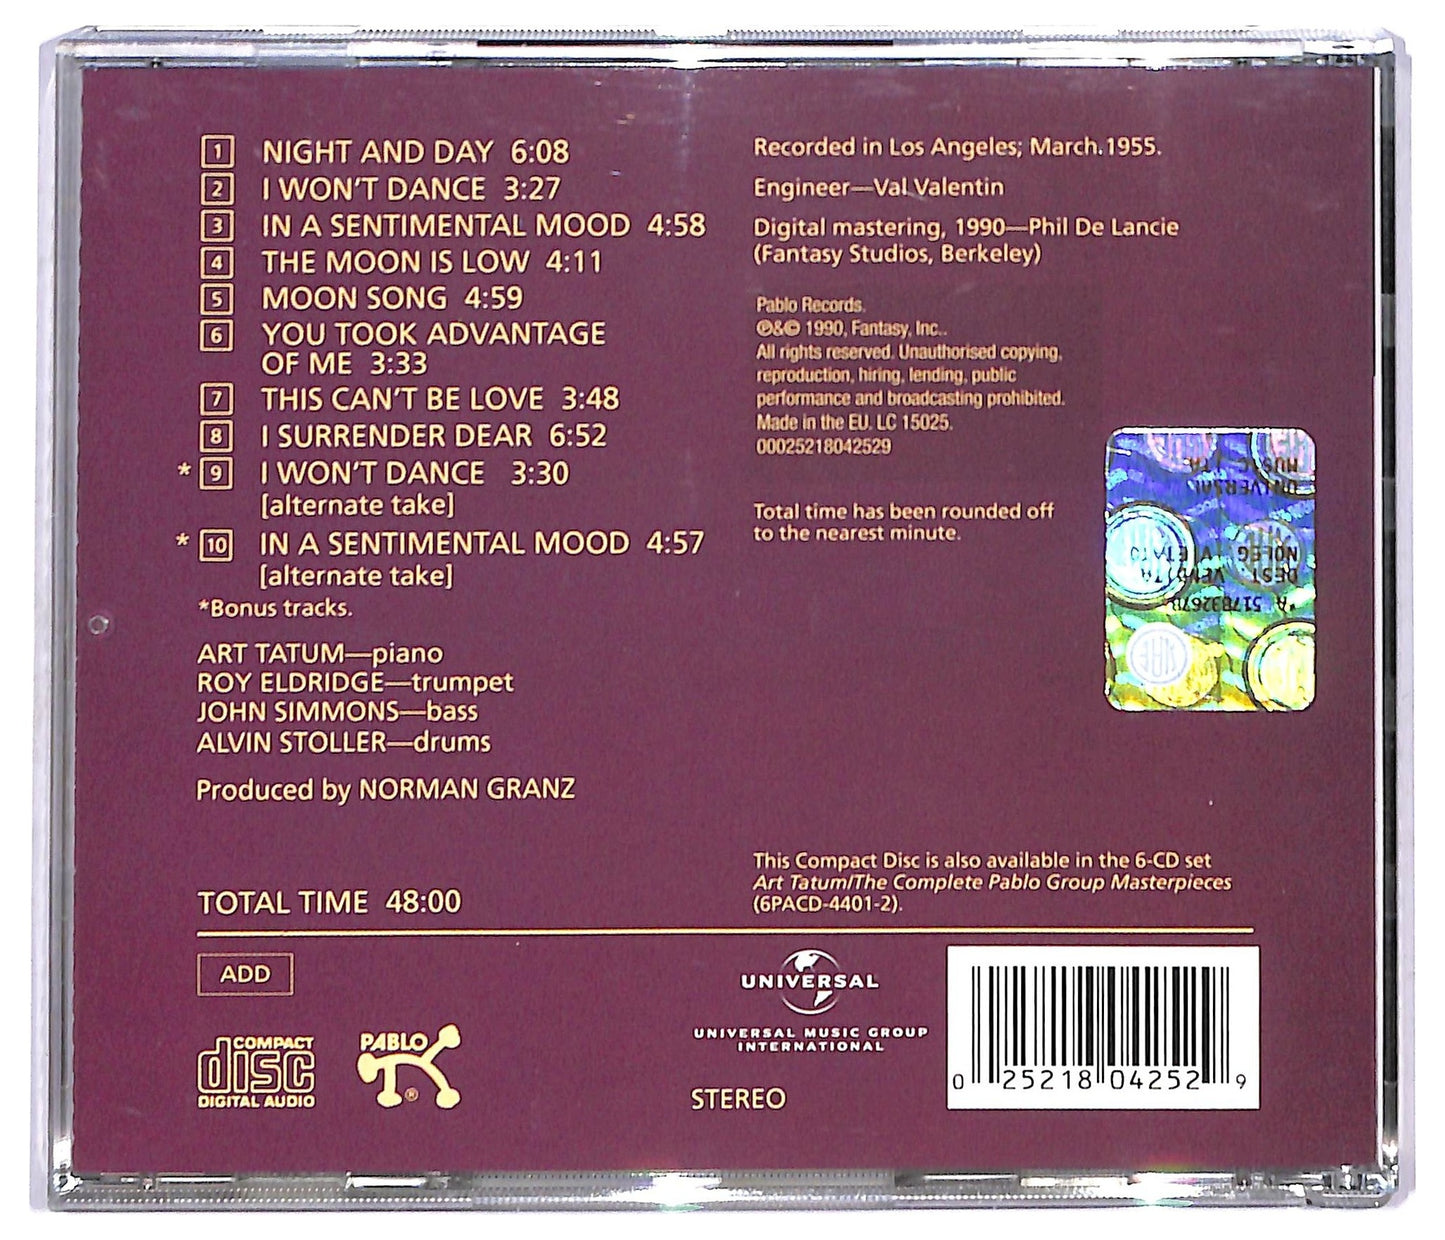 1 NIGHT AND DAY 6:08
2 I WON'T DANCE 3:27
3 IN A SENTIMENTAL MOOD 4:58
4 THE MOON IS LOW 4:11
5 MOON SONG 4:59
6 YOU TOOK ADVANTAGE
OF ME 3:33
7 THIS CAN'T BE LOVE 3:48
8 I SURRENDER DEAR 6:52
* 9 I WON'T DANCE 3:30
[alternate take]
* 10 IN A SENTIMENTAL MOOD 4:57
[alternate take]
*Bonus tracks.
ART TATUM—piano
ROY ELDRIDGE—trumpet
JOHN SIMMONS—bass
ALVIN STOLLER—drums
Produced by NORMAN GRANZ
TOTAL TIME 48:00
Recorded in Los Angeles; March.1955.
Engineer—Val Valentin
Digital mastering, 1990—Phil De Lancie
(Fantasy Studios, Berkeley)
Pablo Records.
℗&© 1990, Fantasy, Inc..
All rights reserved. Unauthorised copying,
reproduction, hiring, lending, public
performance and broadcasting prohibited.
Made in the EU. LC 15025.
00025218042529
Total time has been rounded off
to the nearest minute.
UNIVERSAL
MUSIC ITA
NOLEG VIETATO
DEST. VENDITA
This Compact Disc is also available in the 6-CD set
Art Tatum/The Complete Pablo Group Masterpieces
(6PACD-4401-2).
ADD
COMPACT
disc
DIGITAL AUDIO
PABLO
®
UNIVERSAL
UNIVERSAL MUSIC GROUP
INTERNATIONAL
STEREO
0 25218 04252 9